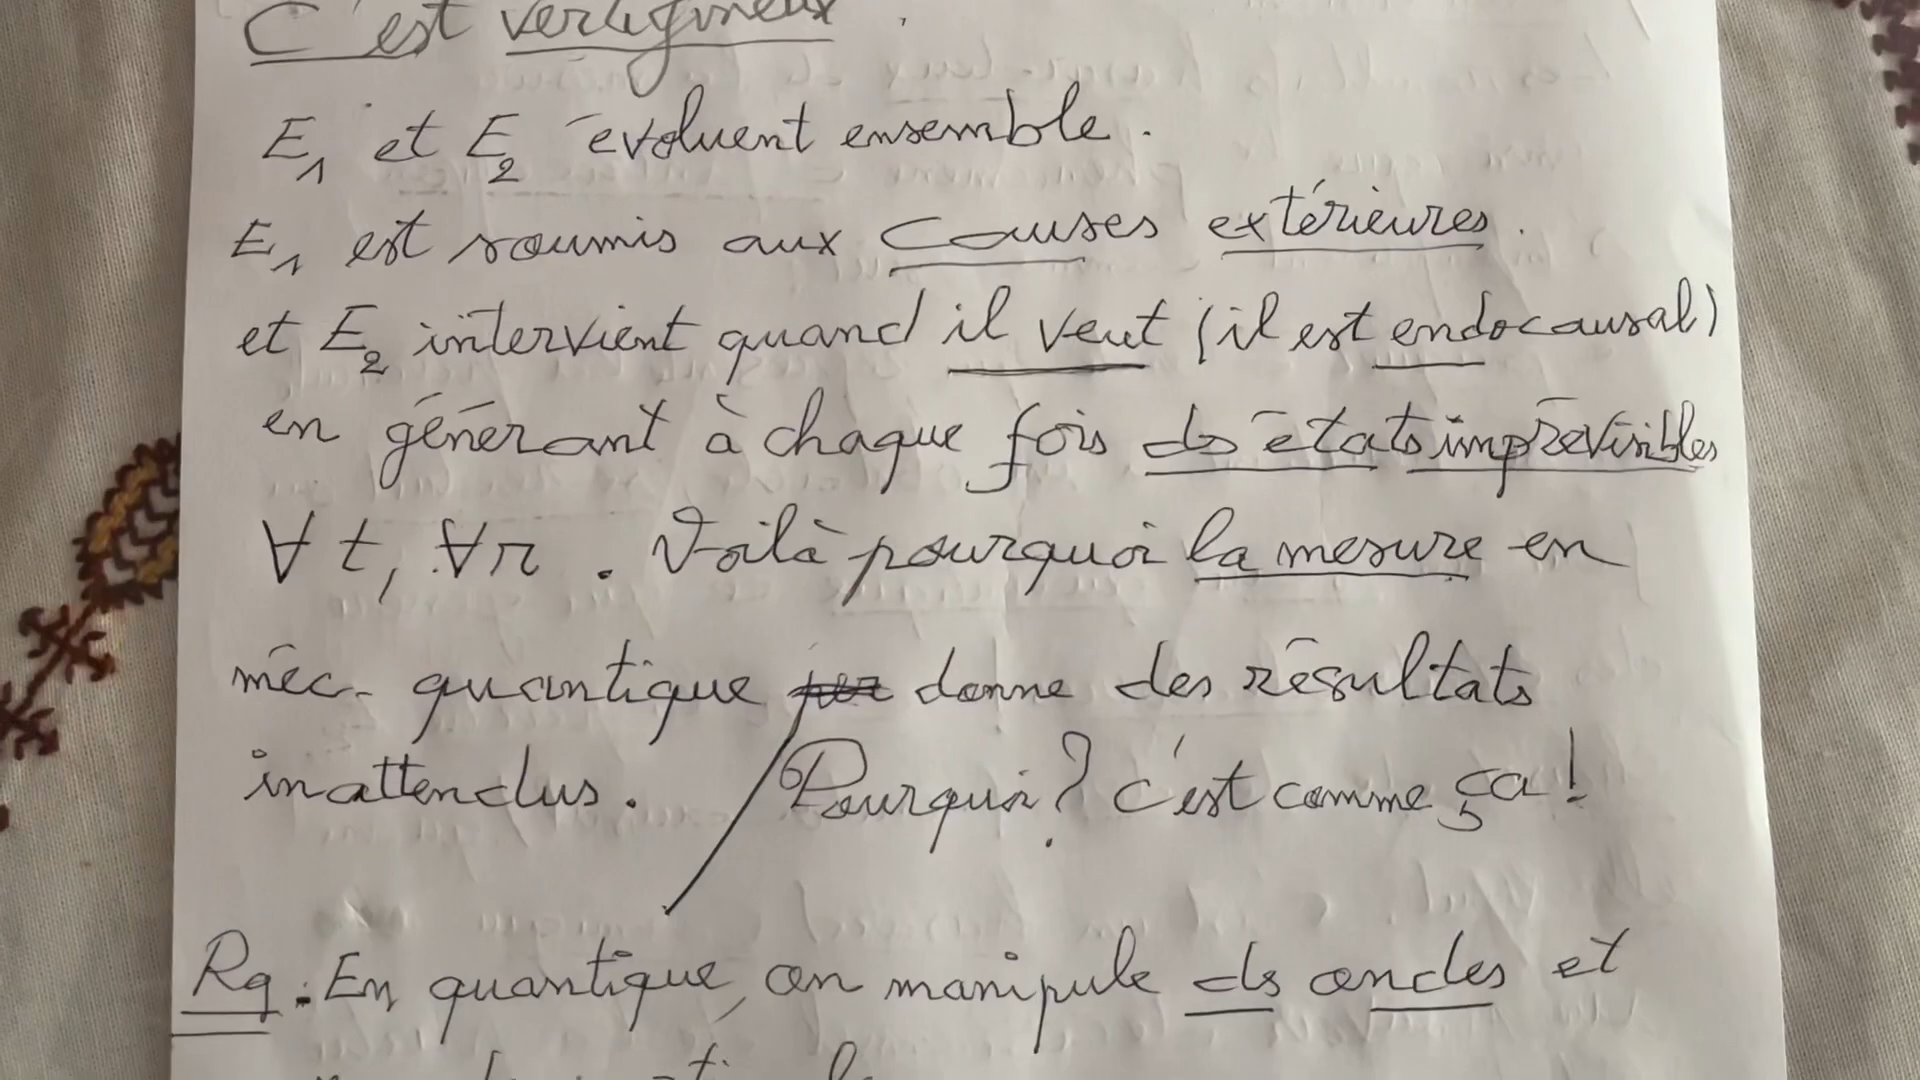 C'est vertigineux.
E1 et E2 évoluent ensemble.
E1 est soumis aux causes extérieures.
et E2 intervient quand il veut (il est endocausal)
en générant à chaque fois ds états imprévisibles
∀ t, ∀ r. Voilà pourquoi la mesure en
méc. quantique donne des résultats
inattendus. Pourquoi? c'est comme ça!
Rq: En quantique, on manipule ds ondes et